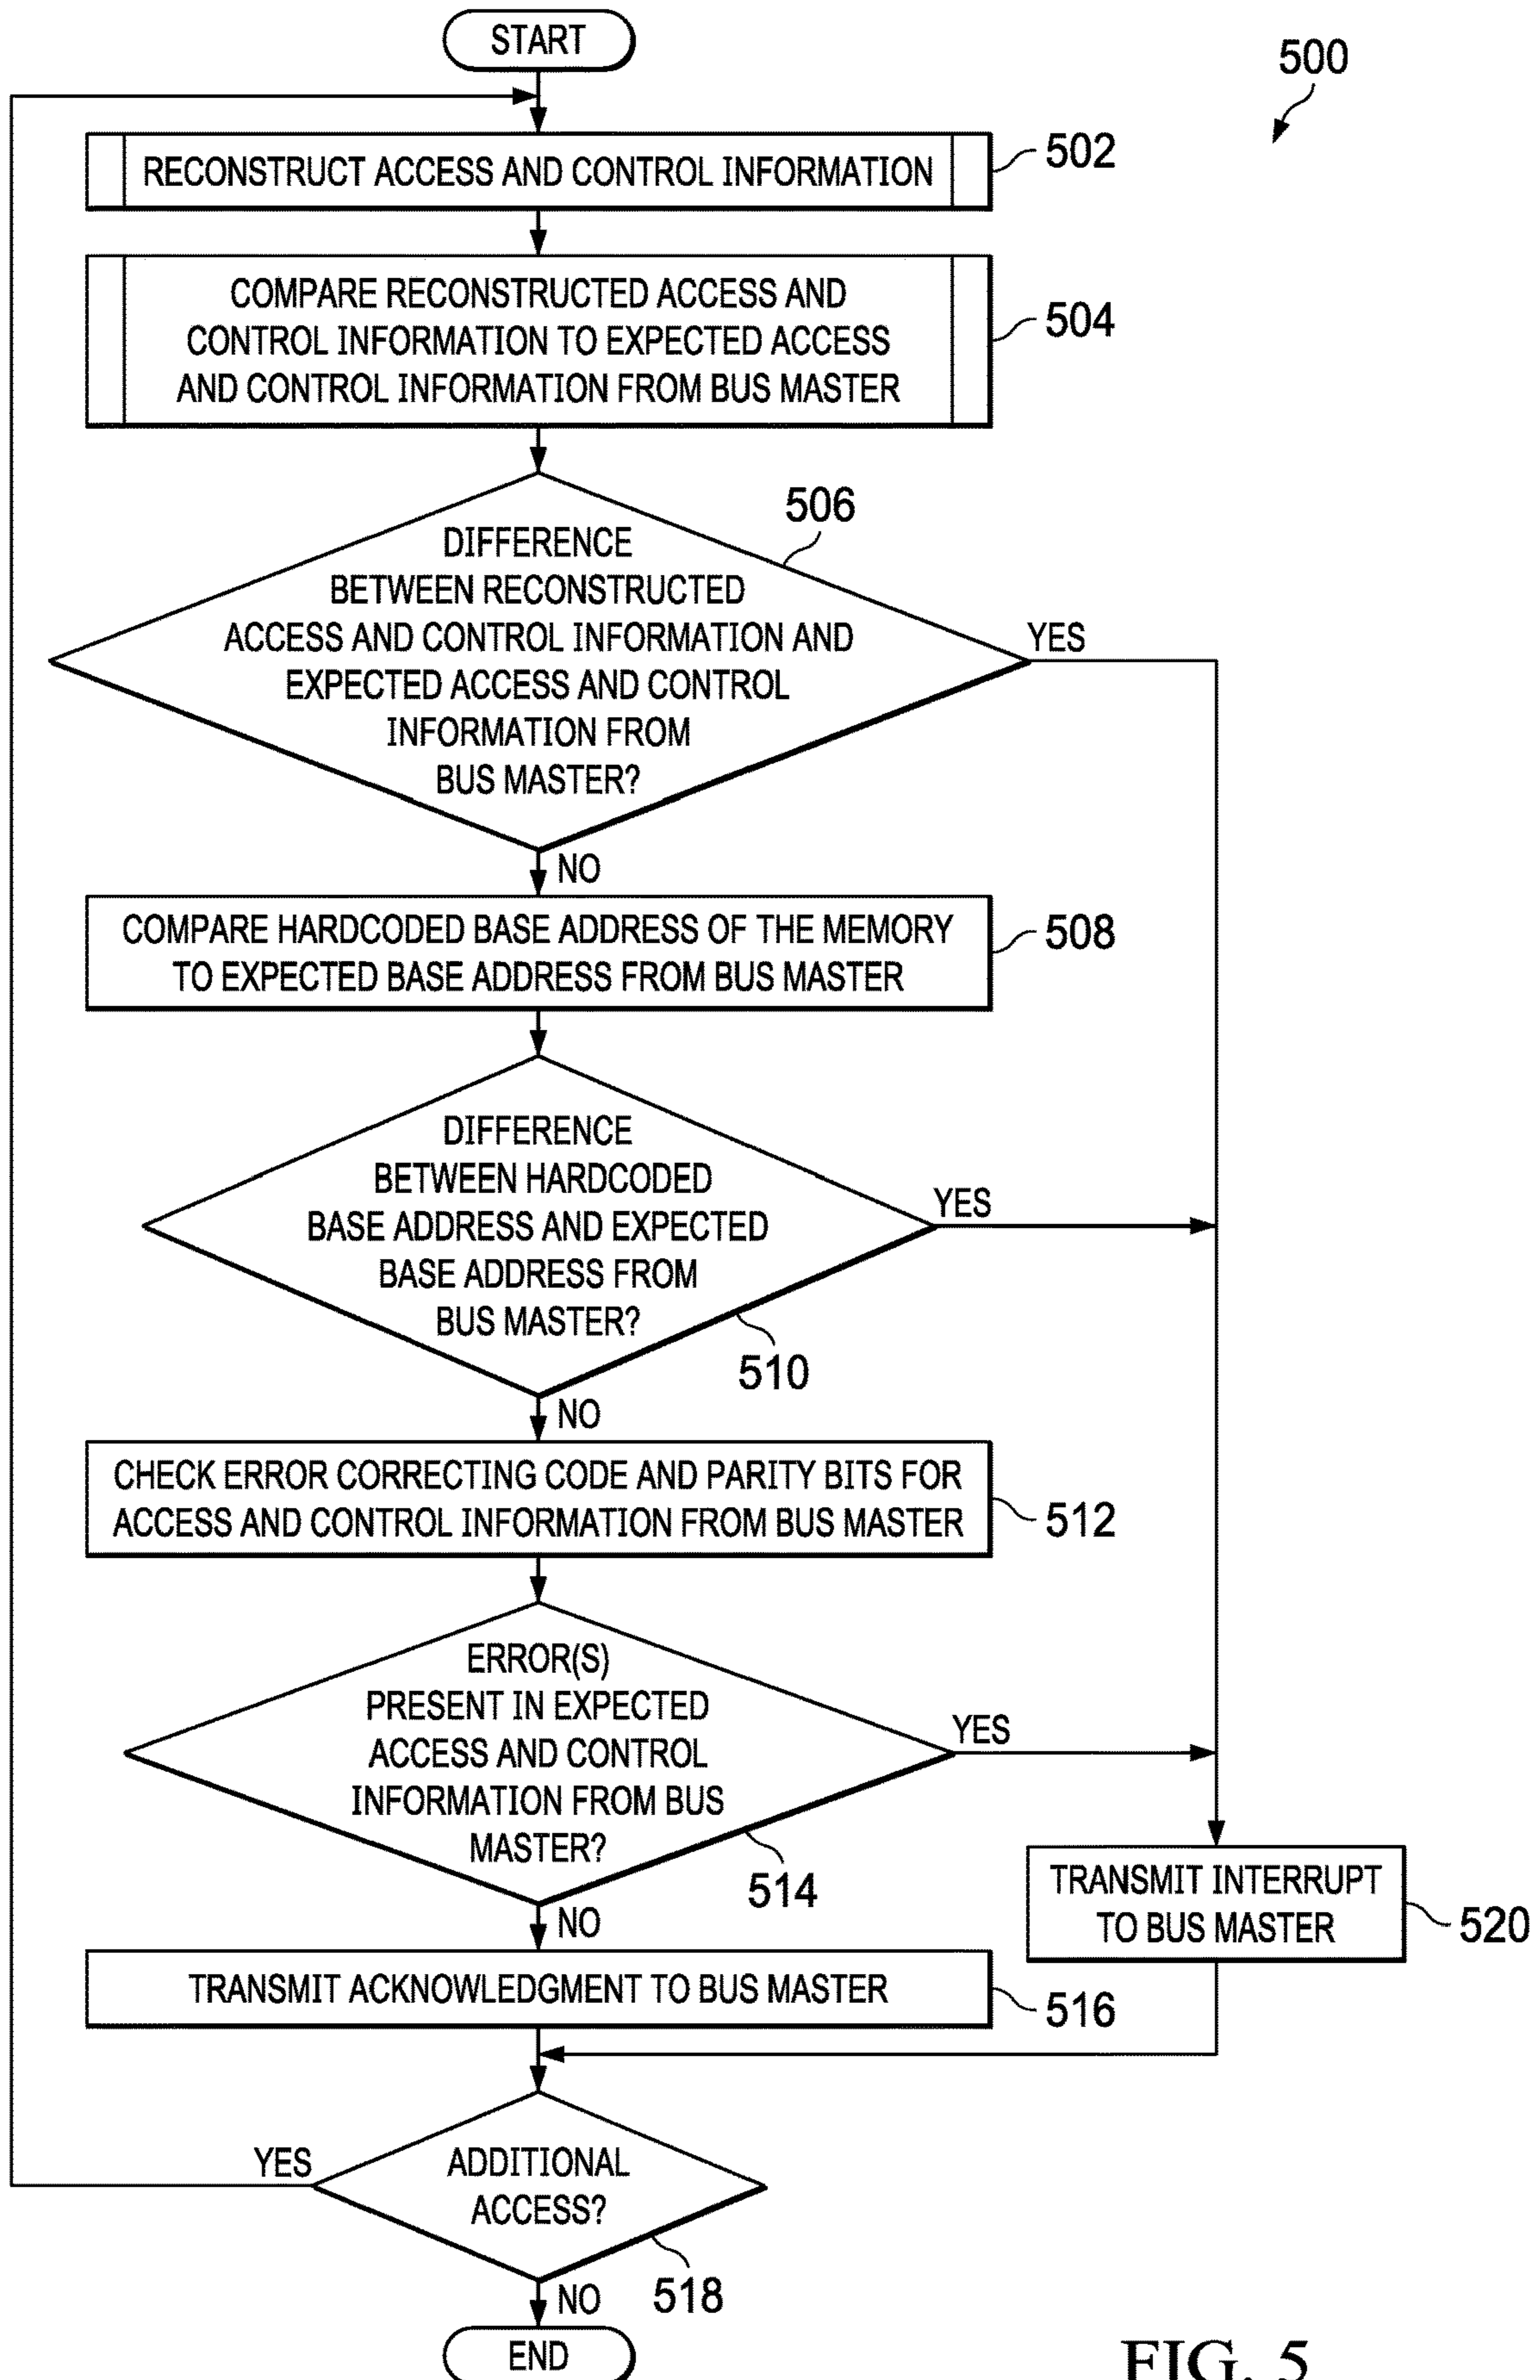 START
500
RECONSTRUCT ACCESS AND CONTROL INFORMATION
502
COMPARE RECONSTRUCTED ACCESS AND
CONTROL INFORMATION TO EXPECTED ACCESS
AND CONTROL INFORMATION FROM BUS MASTER
504
506
DIFFERENCE
BETWEEN RECONSTRUCTED
ACCESS AND CONTROL INFORMATION AND
EXPECTED ACCESS AND CONTROL
INFORMATION FROM
BUS MASTER?
YES
NO
COMPARE HARDCODED BASE ADDRESS OF THE MEMORY
TO EXPECTED BASE ADDRESS FROM BUS MASTER
508
DIFFERENCE
BETWEEN HARDCODED
BASE ADDRESS AND EXPECTED
BASE ADDRESS FROM
BUS MASTER?
YES
510
NO
CHECK ERROR CORRECTING CODE AND PARITY BITS FOR
ACCESS AND CONTROL INFORMATION FROM BUS MASTER
512
ERROR(S)
PRESENT IN EXPECTED
ACCESS AND CONTROL
INFORMATION FROM BUS
MASTER?
YES
514
NO
TRANSMIT INTERRUPT
TO BUS MASTER
520
TRANSMIT ACKNOWLEDGMENT TO BUS MASTER
516
YES
ADDITIONAL
ACCESS?
518
NO
END
FIG. 5